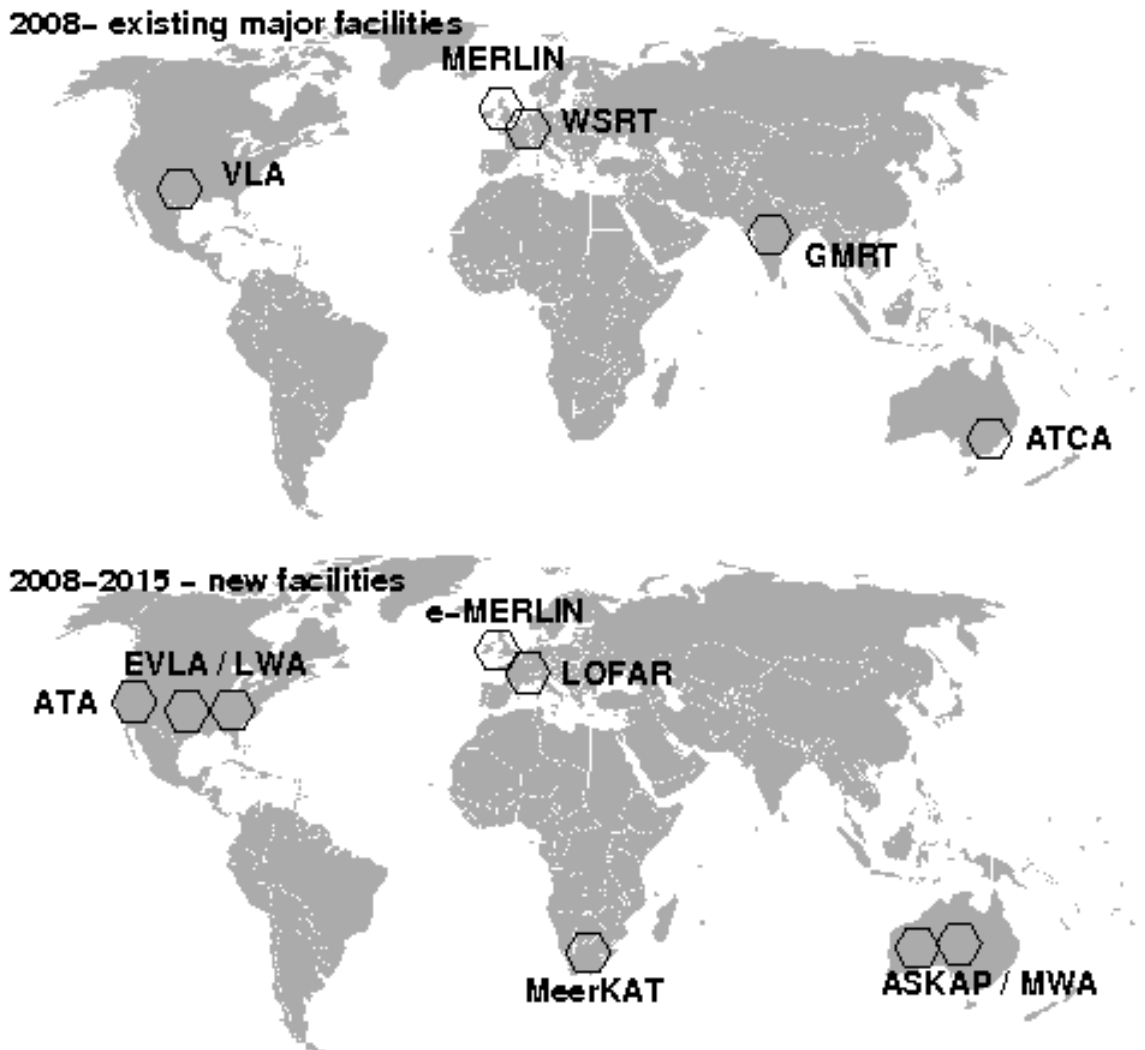 2008– existing major facilities
MERLIN
WSRT
VLA
GMRT
ATCA
2008–2015 – new facilities
e–MERLIN
EVLA / LWA
LOFAR
ATA
MeerKAT
ASKAP / MWA